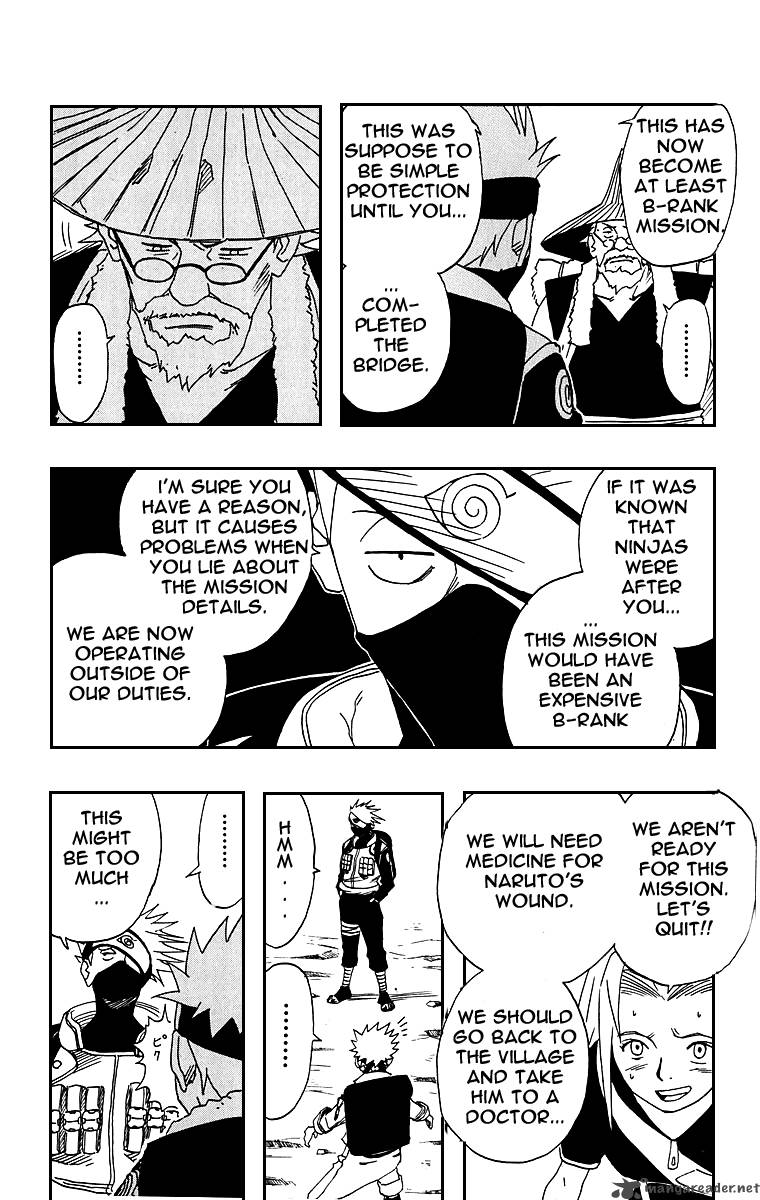 THIS HAS
NOW
BECOME
AT LEAST
B-RANK
MISSION.
THIS WAS
SUPPOSE TO
BE SIMPLE
PROTECTION
UNTIL YOU...
...
COM-
PLETED
THE
BRIDGE.
........
........
IF IT WAS
KNOWN
THAT
NINJAS
WERE
AFTER
YOU...
...
THIS MISSION
WOULD HAVE
BEEN AN
EXPENSIVE
B-RANK
I'M SURE YOU
HAVE A REASON,
BUT IT CAUSES
PROBLEMS WHEN
YOU LIE ABOUT
THE MISSION
DETAILS.
WE ARE NOW
OPERATING
OUTSIDE OF
OUR DUTIES.
WE AREN'T
READY
FOR THIS
MISSION.
LET'S
QUIT!!
WE WILL NEED
MEDICINE FOR
NARUTO'S
WOUND.
WE SHOULD
GO BACK TO
THE VILLAGE
AND TAKE
HIM TO A
DOCTOR...
HMM...
........
........
THIS
MIGHT
BE TOO
MUCH
...
ピク
mangareader.net